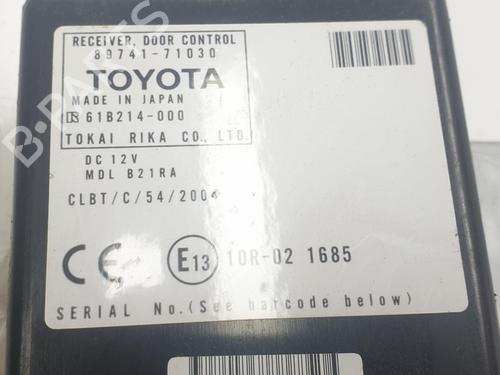 RECEIVER, DOOR CONTROL
89741-71030
TOYOTA
MADE IN JAPAN
61B214-000
TOKAI RIKA CO., LTD.
DC 12V
MDL B21RA
CLBT/C/54/2004
CE E13 10R-02 1685
SERIAL No.(See barcode below)
B-PARTS